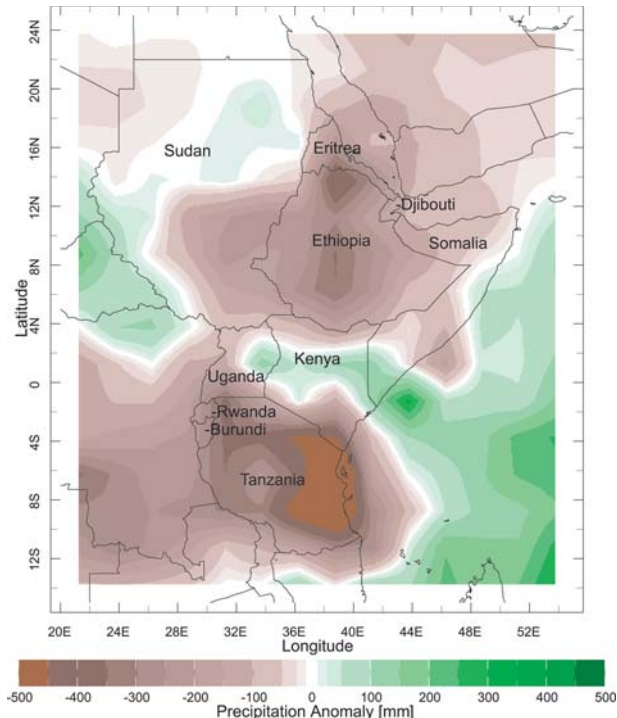 24N
20N
Eritrea
16N
Sudan
12N
-Djibouti
Ethiopia
Somalia
8N
Latitude
4N
Kenya
0
Uganda
-Rwanda
-Burundi
4S
Tanzania
8S
12S
20E 24E 28E 32E 36E 40E 44E 48E 52E
Longitude
-500 -400 -300 -200 -100 0 100 200 300 400 500
Precipitation Anomaly [mm]